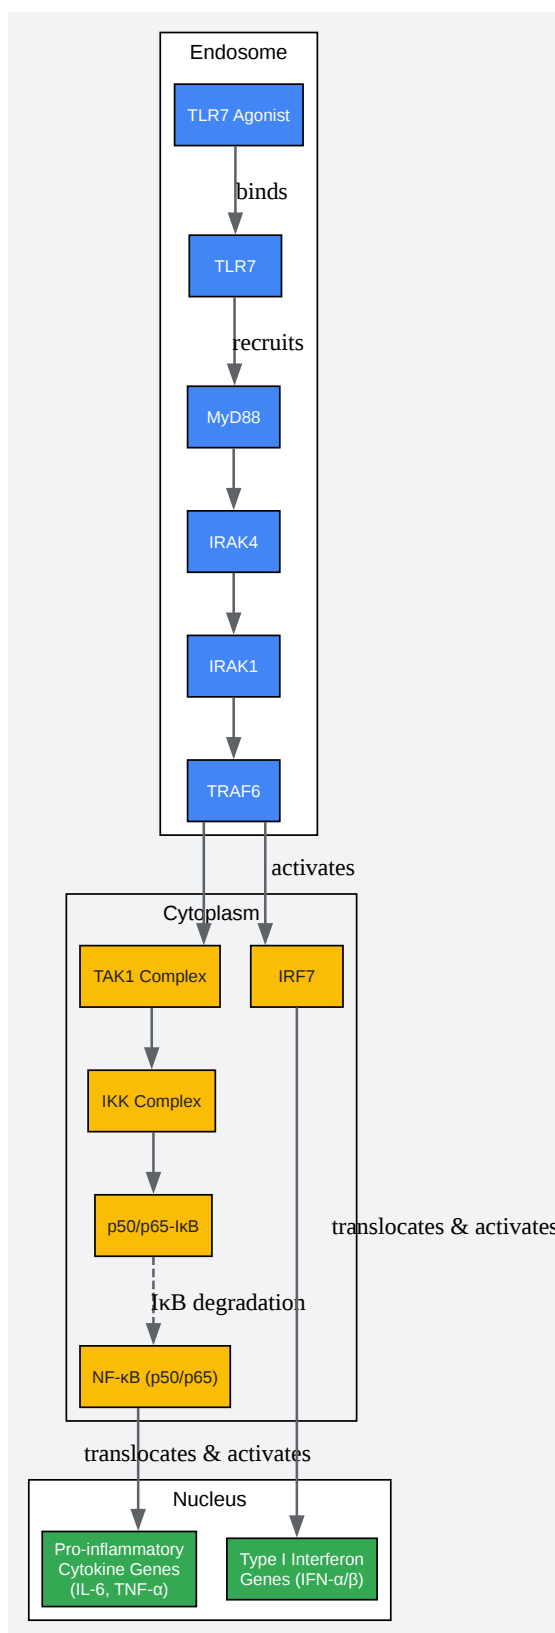 Endosome
TLR7 Agonist
binds
TLR7
recruits
MyD88
IRAK4
IRAK1
TRAF6
activates
Cytoplasm
TAK1 Complex
IRF7
IKK Complex
p50/p65-IκB
translocates & activates
IκB degradation
NF-κB (p50/p65)
translocates & activates
Nucleus
Pro-inflammatory
Cytokine Genes
(IL-6, TNF-α)
Type I Interferon
Genes (IFN-α/β)